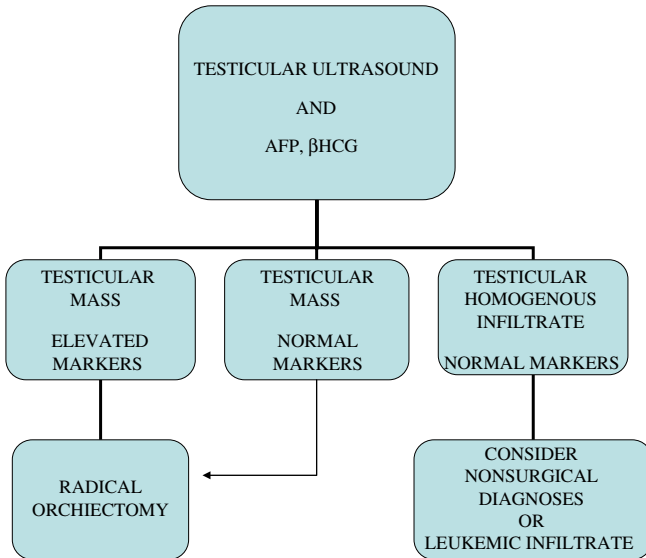 TESTICULAR ULTRASOUND
AND
AFP, βHCG
TESTICULAR
MASS
ELEVATED
MARKERS
TESTICULAR
MASS
NORMAL
MARKERS
TESTICULAR
HOMOGENOUS
INFILTRATE
NORMAL MARKERS
RADICAL
ORCHIECTOMY
CONSIDER
NONSURGICAL
DIAGNOSES
OR
LEUKEMIC INFILTRATE